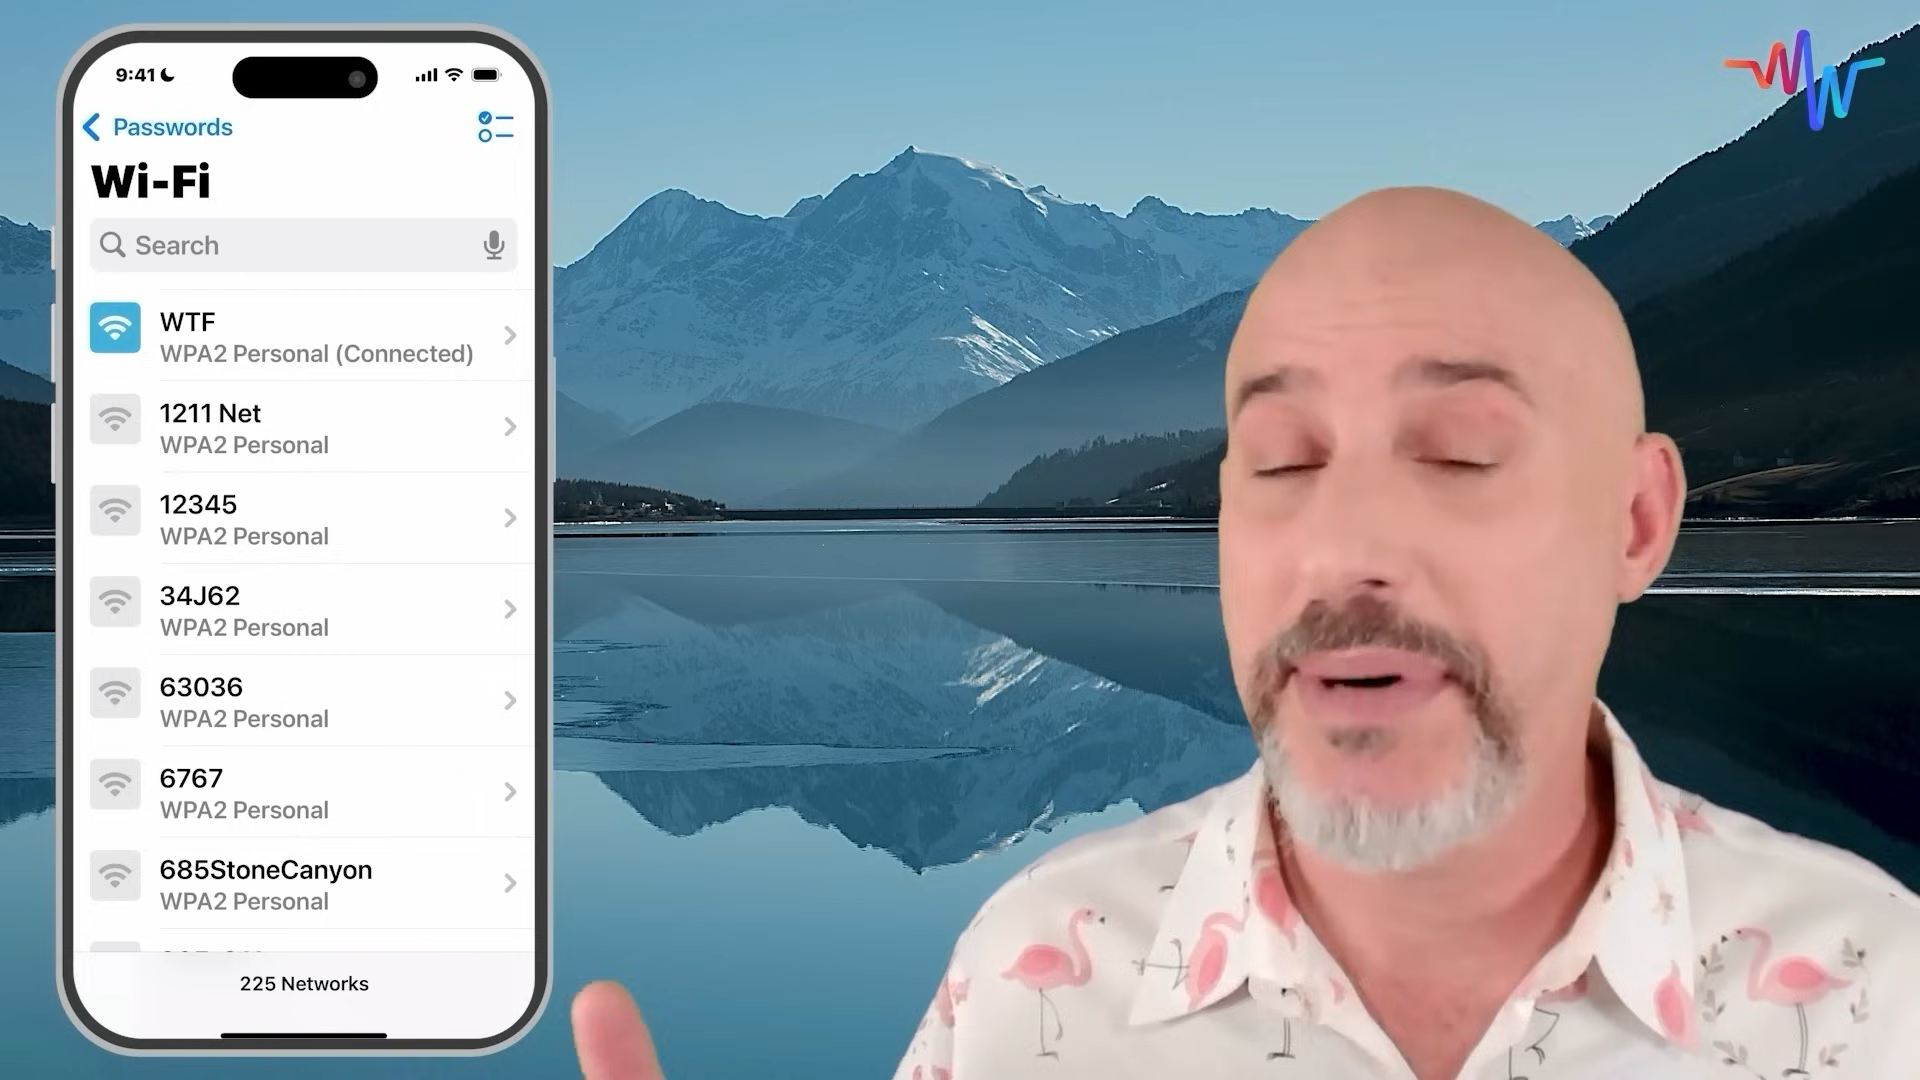 9:41
Passwords
Wi-Fi
Search
WTF
WPA2 Personal (Connected)
1211 Net
WPA2 Personal
12345
WPA2 Personal
34J62
WPA2 Personal
63036
WPA2 Personal
6767
WPA2 Personal
685StoneCanyon
WPA2 Personal
225 Networks